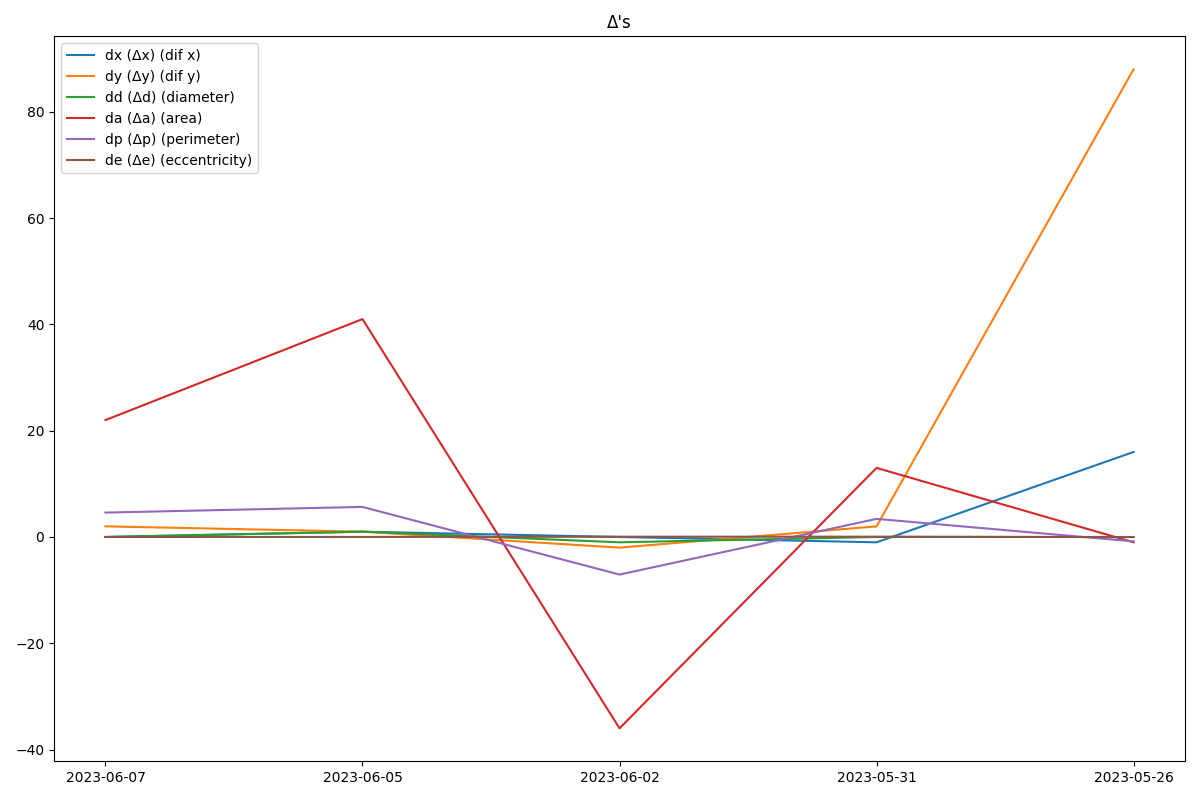 Δ's
dx (Δx) (dif x)
dy (Δy) (dif y)
dd (Δd) (diameter)
da (Δa) (area)
dp (Δp) (perimeter)
de (Δe) (eccentricity)
80
60
40
20
0
−20
−40
2023-06-07 2023-06-05 2023-06-02 2023-05-31 2023-05-26